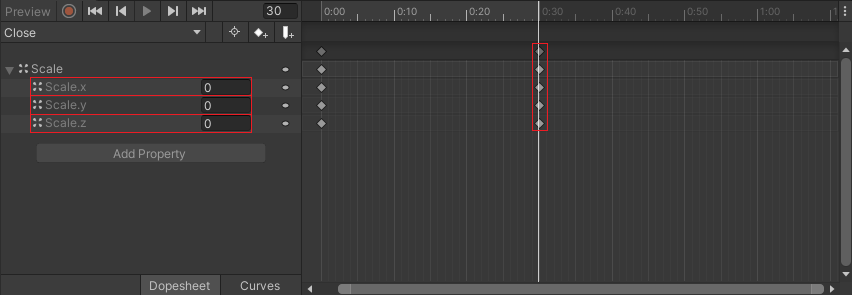 Preview 30 0:00 0:10 0:20 0:30 0:40 0:50 1:00
Close
Scale
Scale.x 0
Scale.y 0
Scale.z 0
Add Property
Dopesheet Curves